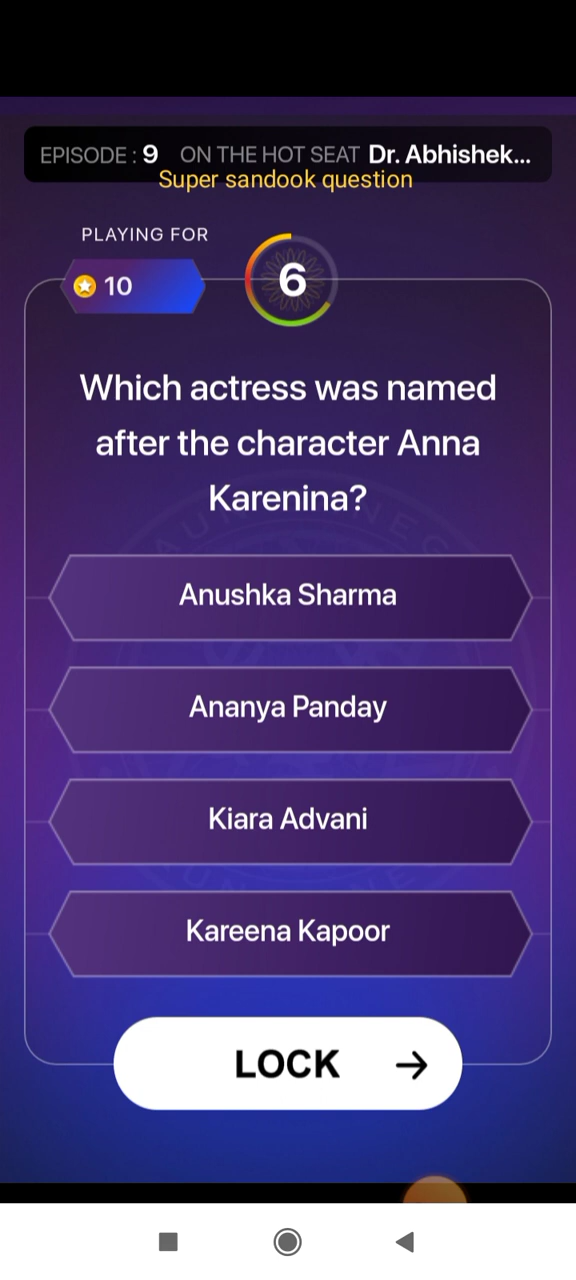 EPISODE : 9 ON THE HOT SEAT Dr. Abhishek...
Super sandook question
PLAYING FOR
10
6
Which actress was named
after the character Anna
Karenina?
Anushka Sharma
Ananya Panday
Kiara Advani
Kareena Kapoor
LOCK